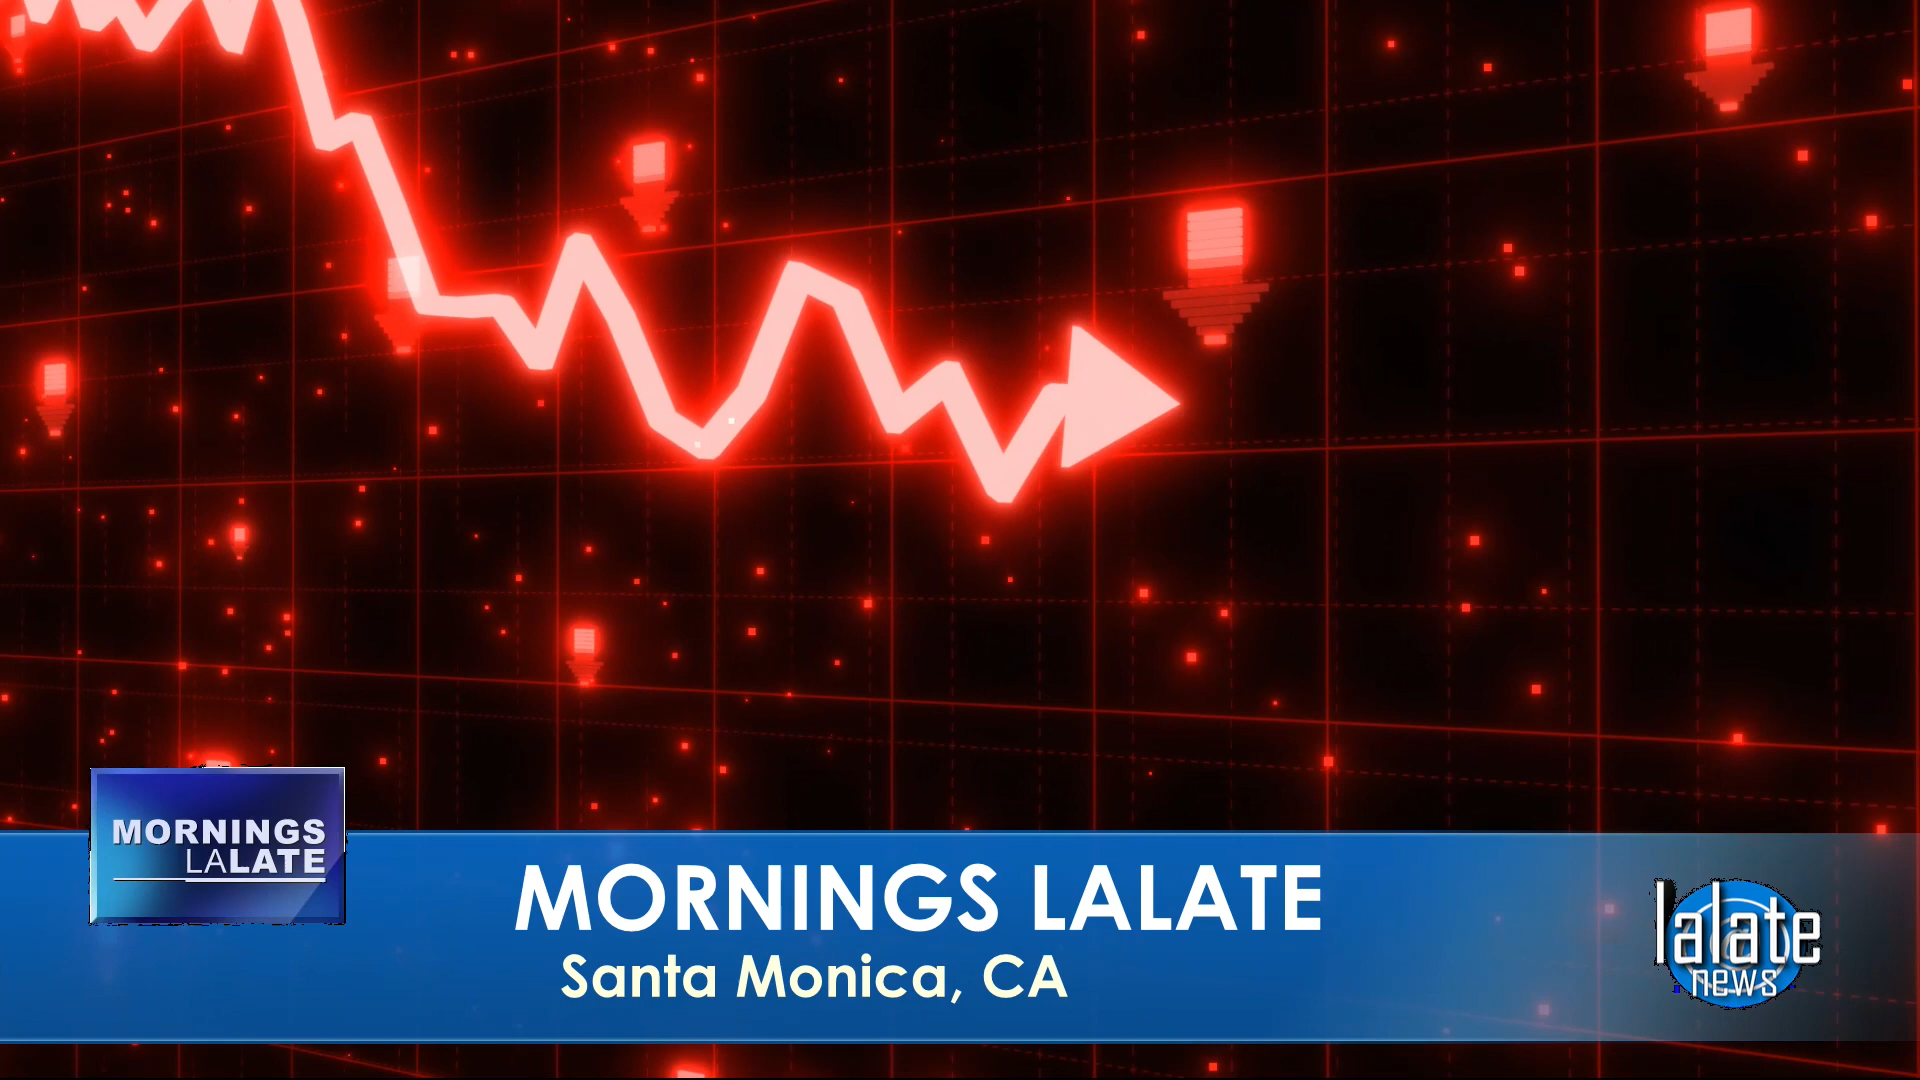 MORNINGS
LALATE
MORNINGS LALATE
Santa Monica, CA
lalate
news